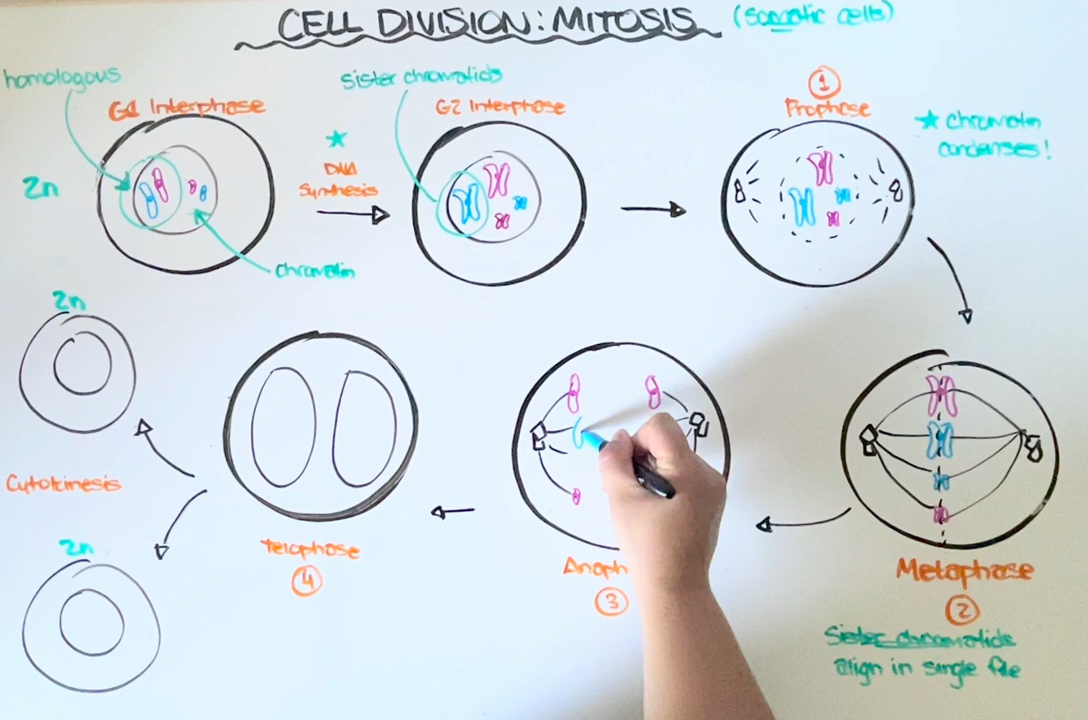 CELL DIVISION: MITOSIS (somatic cells)
homologous
G1 Interphase
sister chromatids
G2 Interphase
1
Prophase
★ chromatin
condenses!
2n
★
DNA
Synthesis
chromatin
2n
Cytokinesis
2n
Telophase
4
Anaph
3
Metaphase
2
Sister chromatids
align in single file